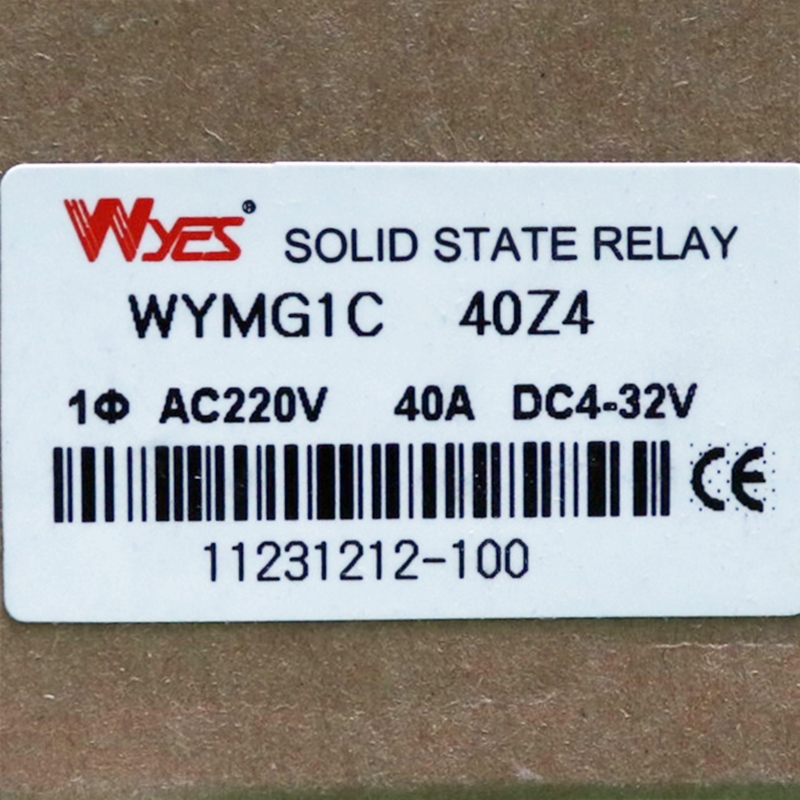 WYES® SOLID STATE RELAY
WYMG1C 40Z4
1Φ AC220V 40A DC4-32V
CE
11231212-100